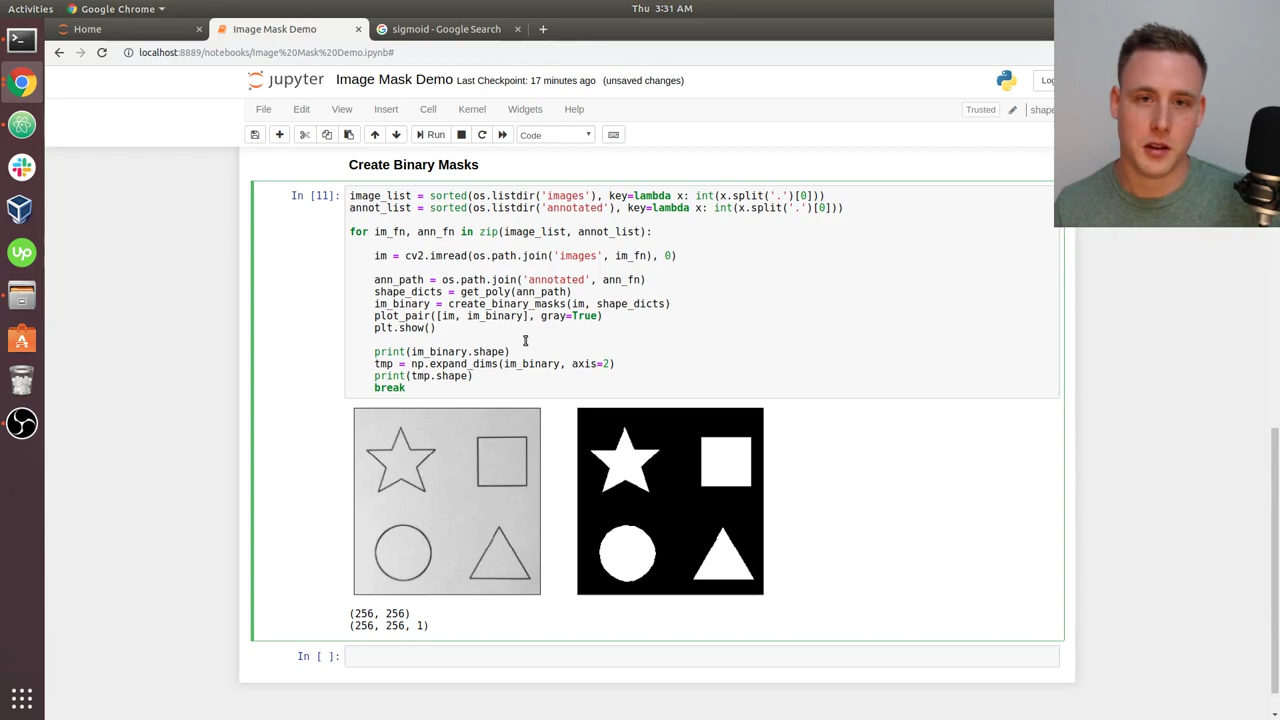 Activities Google Chrome Thu 3:31 AM
Home Image Mask Demo sigmoid - Google Search
localhost:8889/notebooks/Image%20Mask%20Demo.ipynb#
jupyter Image Mask Demo Last Checkpoint: 17 minutes ago (unsaved changes)
File Edit View Insert Cell Kernel Widgets Help Trusted
Run Code
Create Binary Masks
In [11]: image_list = sorted(os.listdir('images'), key=lambda x: int(x.split('.')[0]))
annot_list = sorted(os.listdir('annotated'), key=lambda x: int(x.split('.')[0]))
for im_fn, ann_fn in zip(image_list, annot_list):
im = cv2.imread(os.path.join('images', im_fn), 0)
ann_path = os.path.join('annotated', ann_fn)
shape_dicts = get_poly(ann_path)
im_binary = create_binary_masks(im, shape_dicts)
plot_pair([im, im_binary], gray=True)
plt.show()
print(im_binary.shape)
tmp = np.expand_dims(im_binary, axis=2)
print(tmp.shape)
break
(256, 256)
(256, 256, 1)
In [ ]:
Up